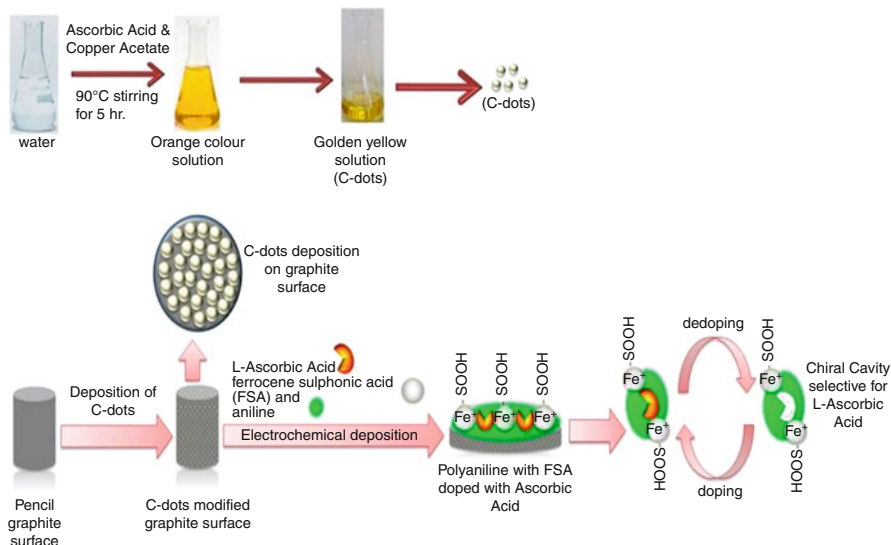 Ascorbic Acid &
Copper Acetate
90°C stirring
for 5 hr.
water
Orange colour
solution
Golden yellow
solution
(C-dots)
(C-dots)
C-dots deposition
on graphite
surface
Deposition of
C-dots
L-Ascorbic Acid
ferrocene sulphonic acid
(FSA) and
aniline
Electrochemical deposition
SOOH
SOOH
SOOH
Fe⁺
Fe⁺
Fe⁺
SOOH
Fe⁺
Fe⁺
HOOS
dedoping
doping
SOOH
Fe⁺
Fe⁺
HOOS
Chiral Cavity
selective for
L-Ascorbic
Acid
Pencil
graphite
surface
C-dots modified
graphite surface
Polyaniline with FSA
doped with Ascorbic
Acid